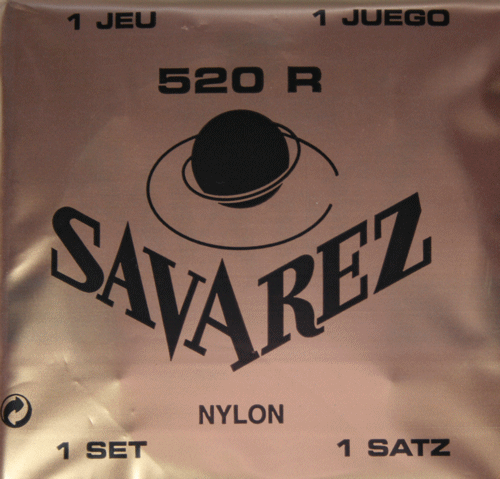 1 JEU 1 JUEGO
520 R
SAVAREZ
NYLON
1 SET 1 SATZ